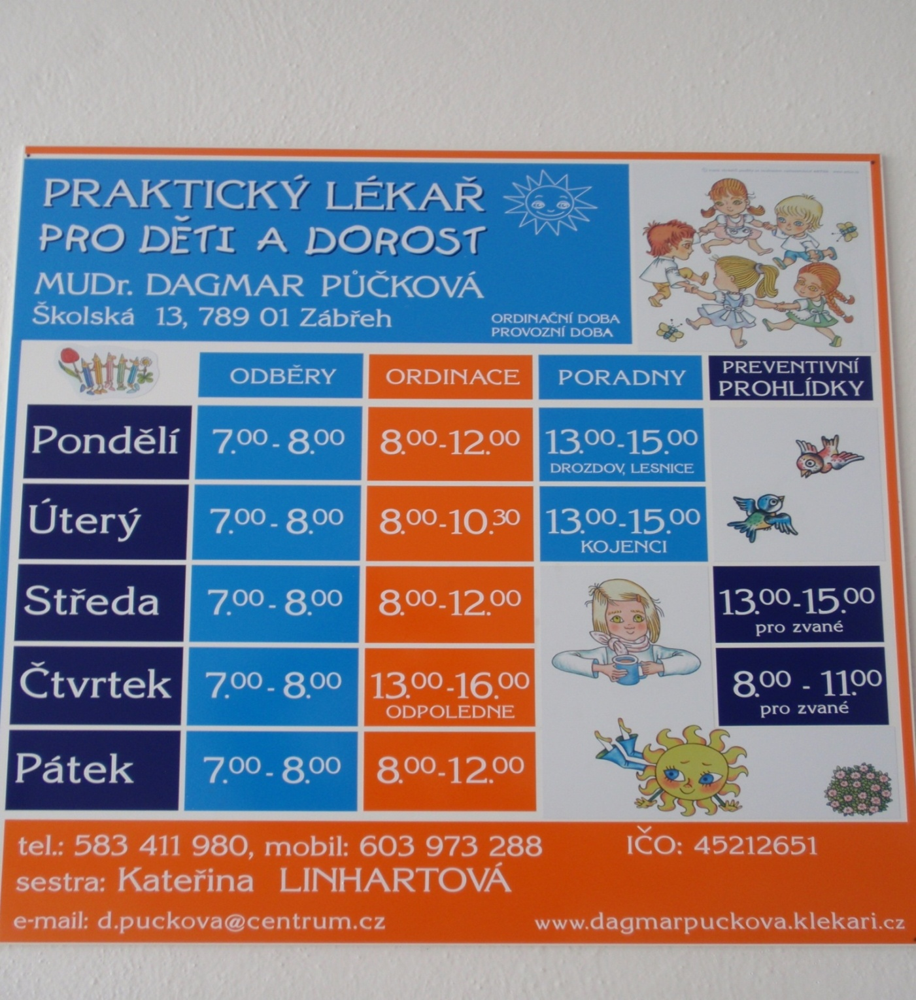 PRAKTICKÝ LÉKAŘ
PRO DĚTI A DOROST
MUDr. DAGMAR PŮČKOVÁ
Školská 13, 789 01 Zábřeh
ORDINAČNÍ DOBA
PROVOZNÍ DOBA
ODBĚRY ORDINACE PORADNY PREVENTIVNÍ PROHLÍDKY
Pondělí 7.00 - 8.00 8.00-12.00 13.00-15.00
DROZDOV, LESNICE
Úterý 7.00 - 8.00 8.00-10.30 13.00-15.00
KOJENCI
Středa 7.00 - 8.00 8.00-12.00 13.00-15.00
pro zvané
Čtvrtek 7.00 - 8.00 13.00-16.00 8.00 - 11.00
ODPOLEDNE pro zvané
Pátek 7.00 - 8.00 8.00-12.00
tel.: 583 411 980, mobil: 603 973 288 IČO: 45212651
sestra: Kateřina LINHARTOVÁ
e-mail: d.puckova@centrum.cz www.dagmarpuckova.klekari.cz